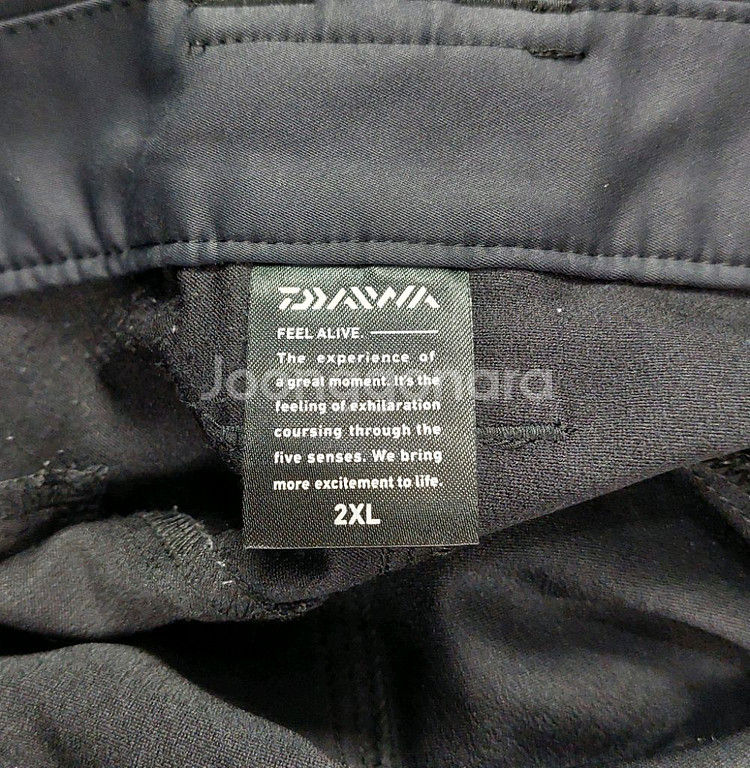 DAIWA
FEEL ALIVE.
The experience of
a great moment. It's the
feeling of exhilaration
coursing through the
five senses. We bring
more excitement to life.
2XL
Joonggonara